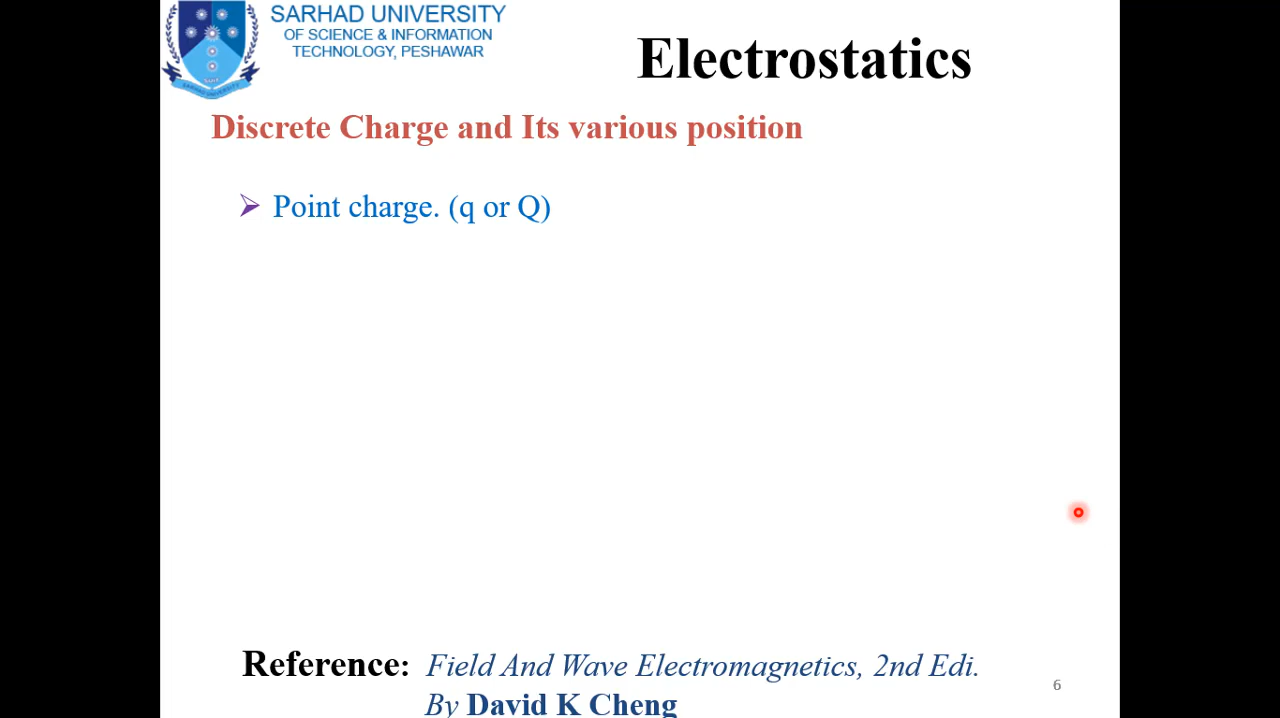 SARHAD UNIVERSITY
OF SCIENCE & INFORMATION
TECHNOLOGY, PESHAWAR
Electrostatics
Discrete Charge and Its various position
➢ Point charge. (q or Q)
Reference: Field And Wave Electromagnetics, 2nd Edi.
By David K Cheng
6